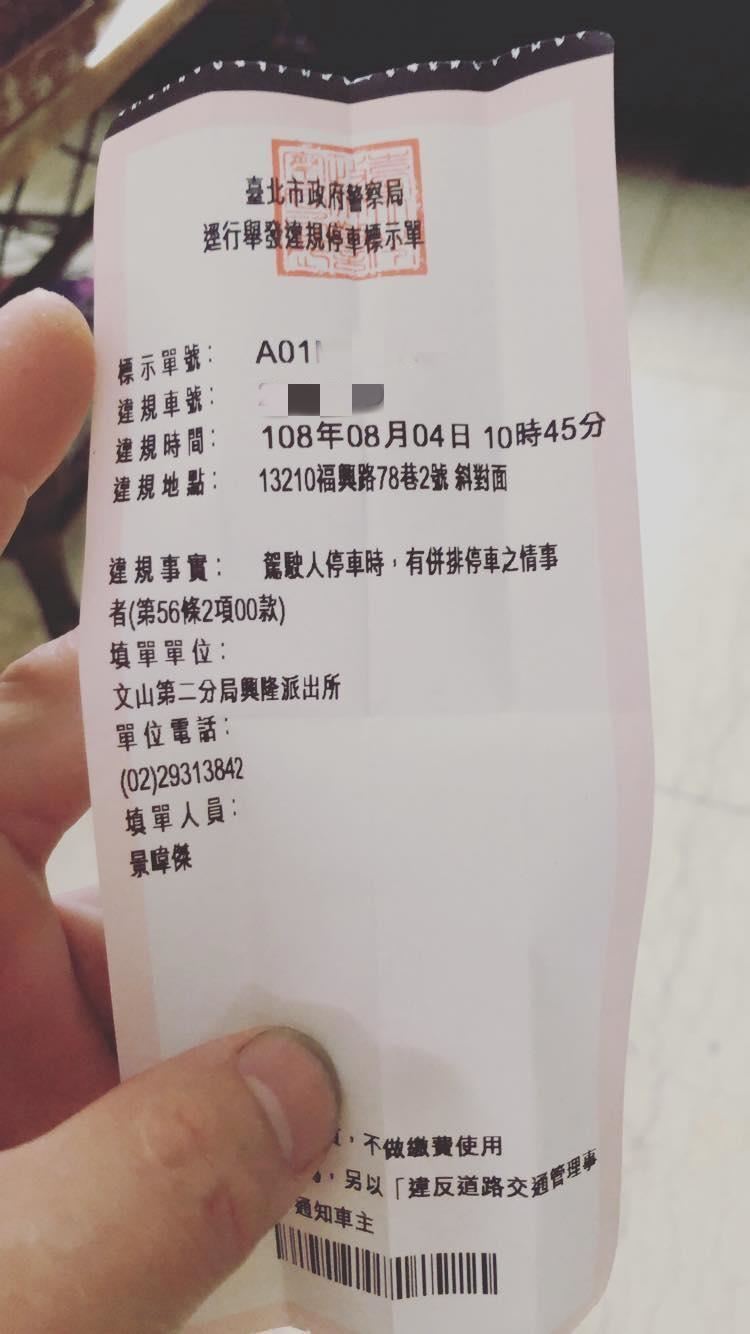 臺北市政府警察局
逕行舉發違規停車標示單
標示單號： A01
違規車號：
違規時間： 108年08月04日 10時45分
違規地點： 13210福興路78巷2號 斜對面
違規事實： 駕駛人停車時，有併排停車之情事
者(第56條2項00款)
填單單位：
文山第二分局興隆派出所
單位電話：
(02)29313842
填單人員：
景暐傑
，不做繳費使用
，另以「違反道路交通管理事
通知車主